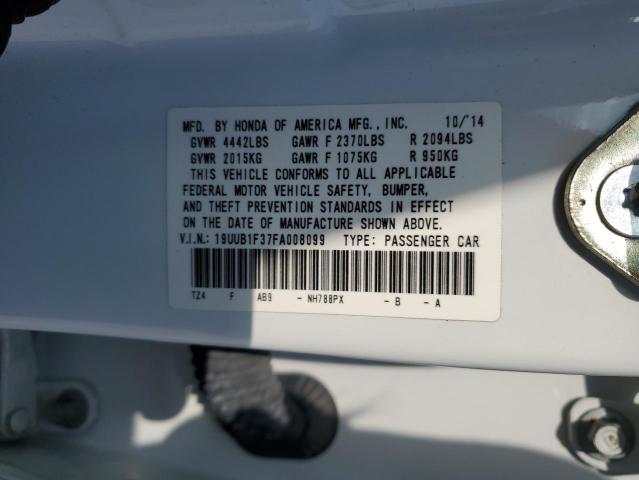 MFD. BY HONDA OF AMERICA MFG., INC. 10/'14
GVWR 4442LBS GAWR F 2370LBS R 2094LBS
GVWR 2015KG GAWR F 1075KG R 950KG
THIS VEHICLE CONFORMS TO ALL APPLICABLE
FEDERAL MOTOR VEHICLE SAFETY, BUMPER,
AND THEFT PREVENTION STANDARDS IN EFFECT
ON THE DATE OF MANUFACTURE SHOWN ABOVE.
V.I.N.: 19UUB1F37FA008099 TYPE: PASSENGER CAR
TZ4 F AB9 - NH788PX - B - A